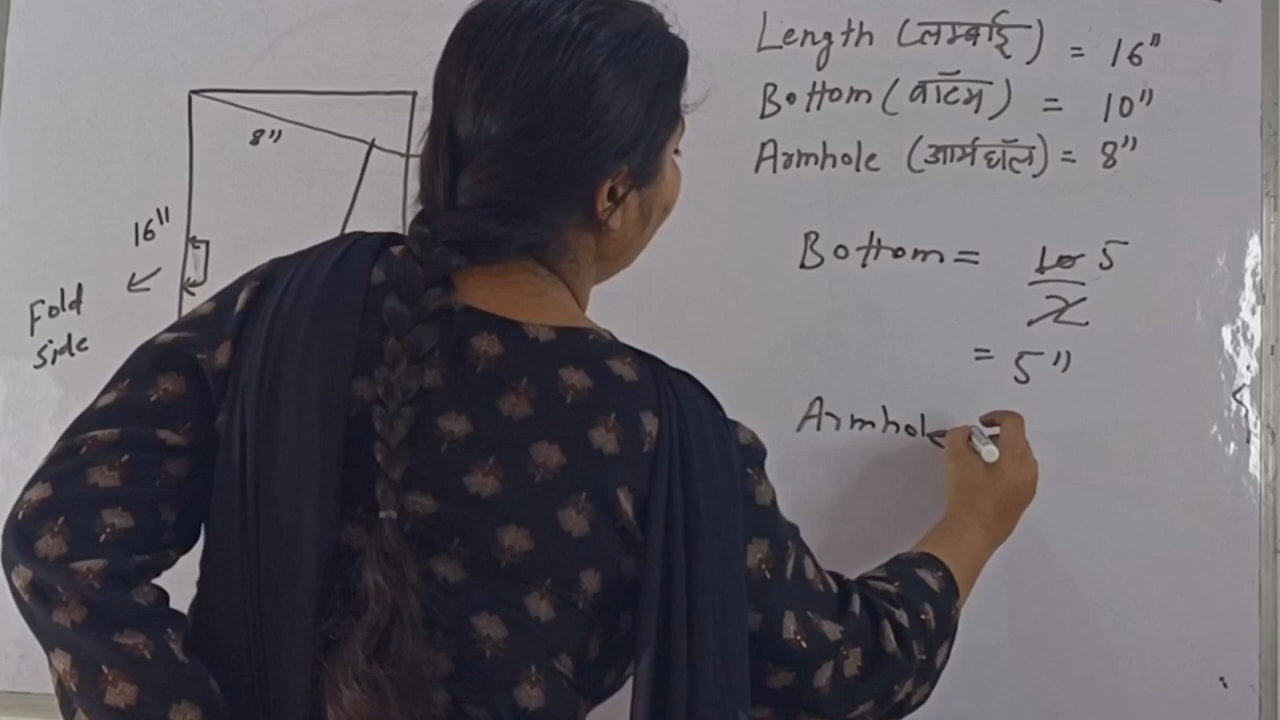 Length (लम्बाई) = 16"
Bottom (बॉटम) = 10"
Armhole (आर्महॉल) = 8"
8"
16"
Fold
side
Bottom = 10 5
2
= 5"
Armhole